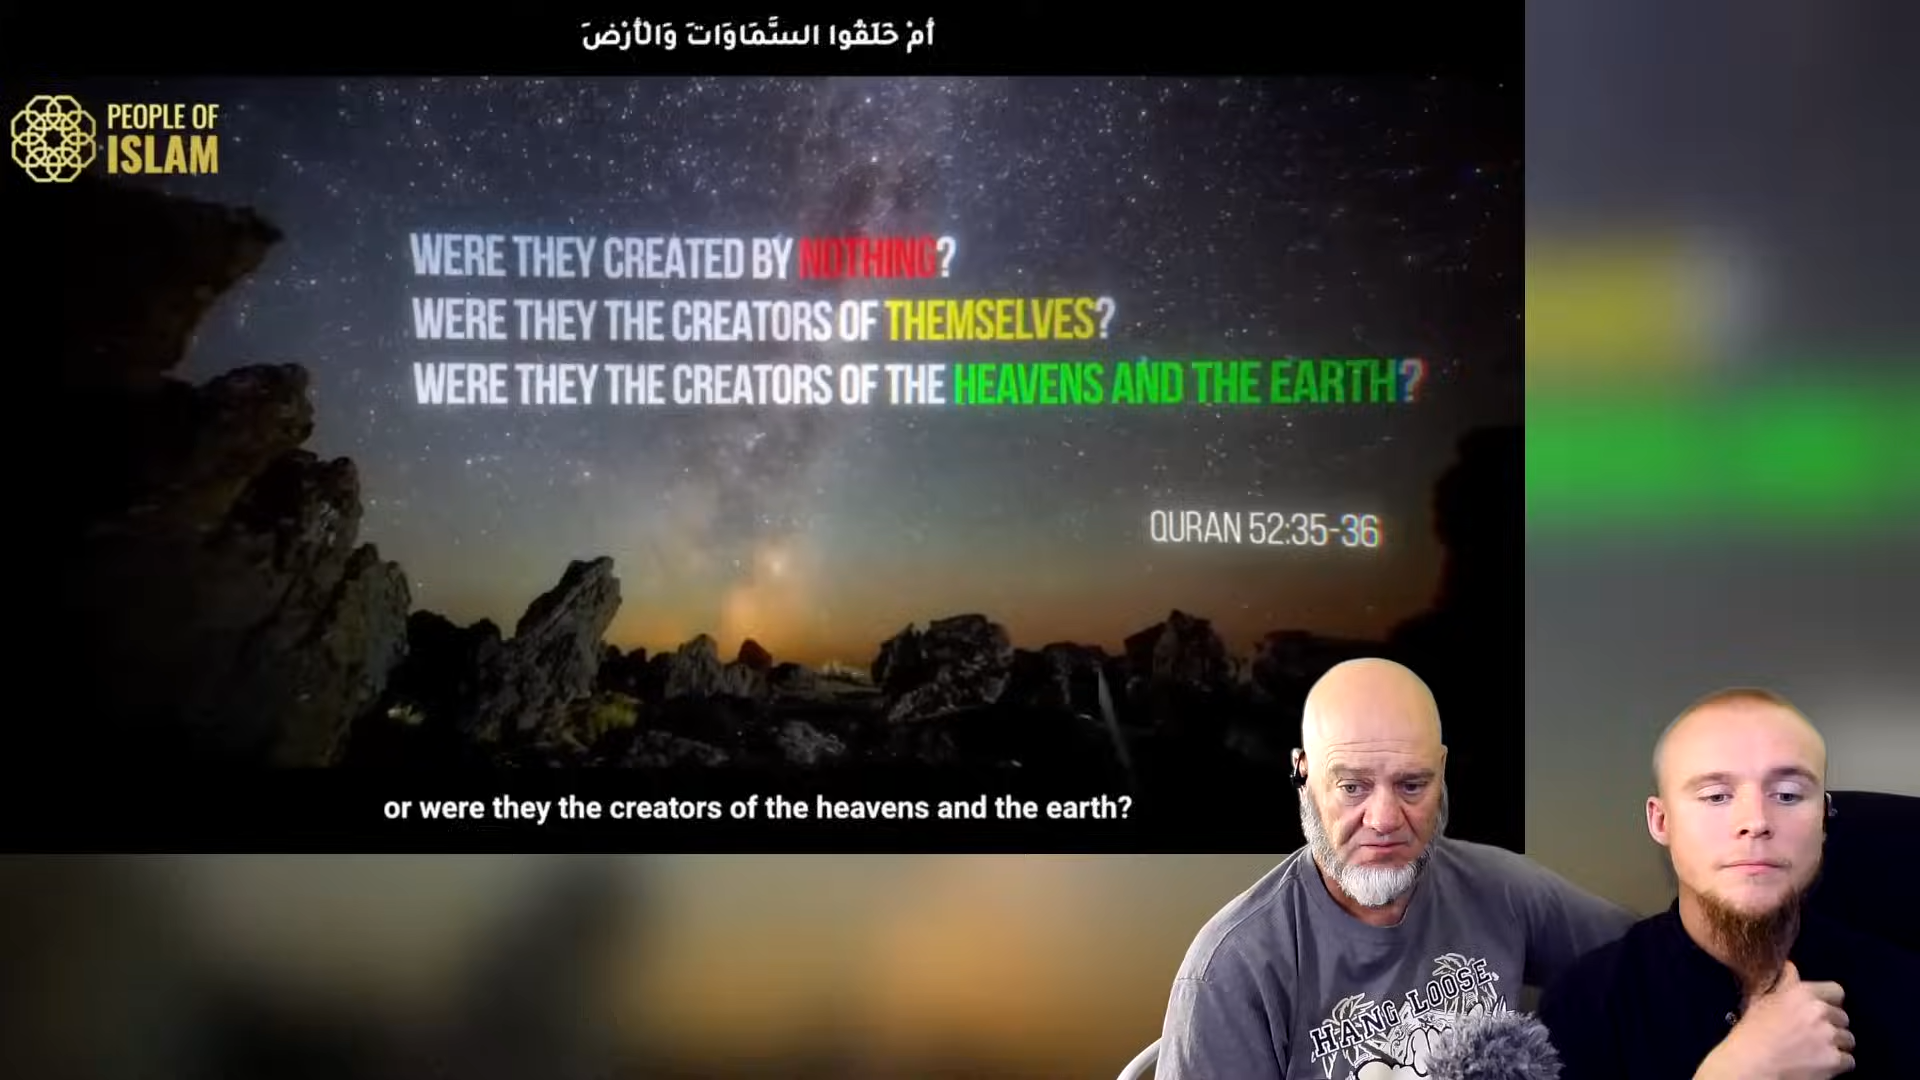 أَمْ خَلَقُوا السَّمَاوَاتِ وَالْأَرْضَ
PEOPLE OF
ISLAM
WERE THEY CREATED BY NOTHING?
WERE THEY THE CREATORS OF THEMSELVES?
WERE THEY THE CREATORS OF THE HEAVENS AND THE EARTH?
QURAN 52:35-36
or were they the creators of the heavens and the earth?
HANG LOOSE